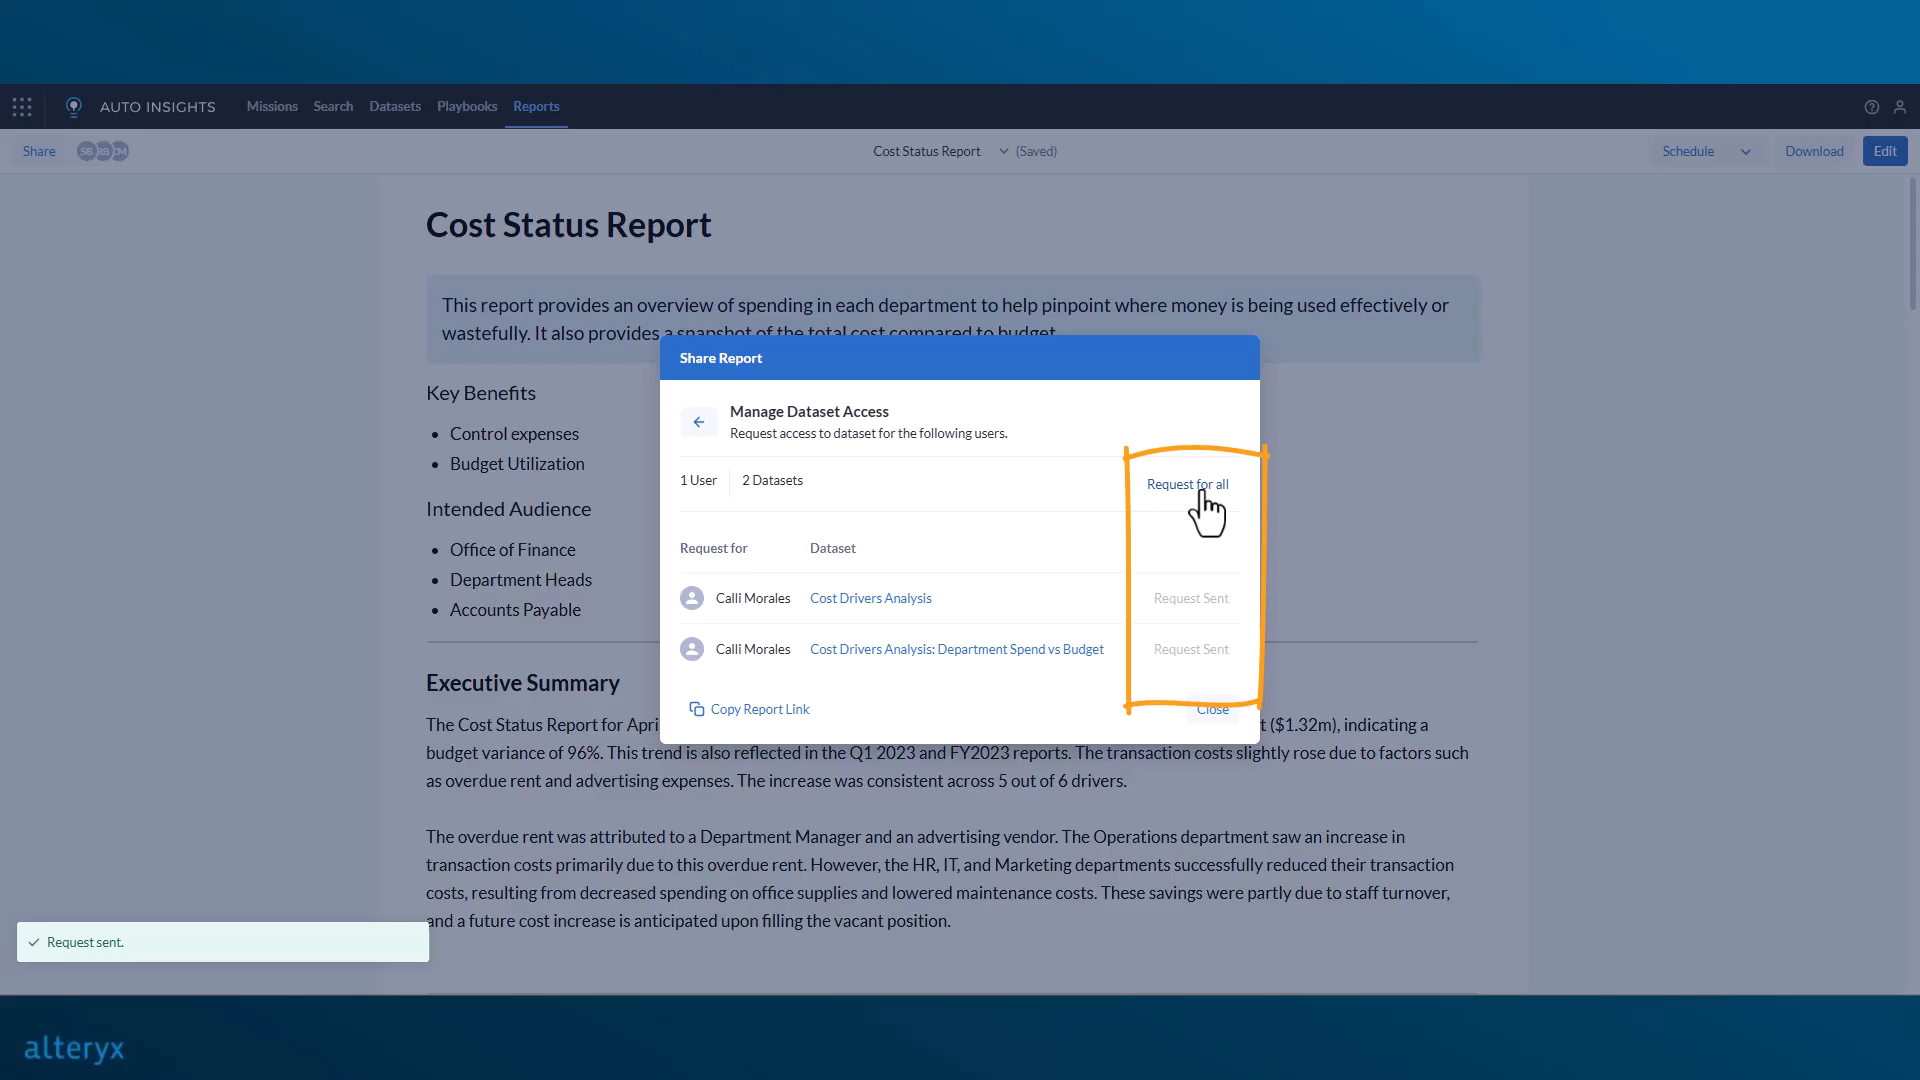 AUTO INSIGHTS
Missions
Search
Datasets
Playbooks
Reports
Share
SB
RB
CM
Cost Status Report
(Saved)
Schedule
Download
Edit
Cost Status Report
This report provides an overview of spending in each department to help pinpoint where money is being used effectively or
wastefully. It also provides a snapshot of the total cost compared to budget.
Key Benefits
• Control expenses
• Budget Utilization
Intended Audience
• Office of Finance
• Department Heads
• Accounts Payable
Share Report
Manage Dataset Access
Request access to dataset for the following users.
1 User
2 Datasets
Request for all
Request for
Dataset
Calli Morales
Cost Drivers Analysis
Request Sent
Calli Morales
Cost Drivers Analysis: Department Spend vs Budget
Request Sent
Copy Report Link
Close
Executive Summary
The Cost Status Report for Apri
t ($1.32m), indicating a
budget variance of 96%. This trend is also reflected in the Q1 2023 and FY2023 reports. The transaction costs slightly rose due to factors such
as overdue rent and advertising expenses. The increase was consistent across 5 out of 6 drivers.
The overdue rent was attributed to a Department Manager and an advertising vendor. The Operations department saw an increase in
transaction costs primarily due to this overdue rent. However, the HR, IT, and Marketing departments successfully reduced their transaction
costs, resulting from decreased spending on office supplies and lowered maintenance costs. These savings were partly due to staff turnover,
and a future cost increase is anticipated upon filling the vacant position.
Request sent.
alteryx